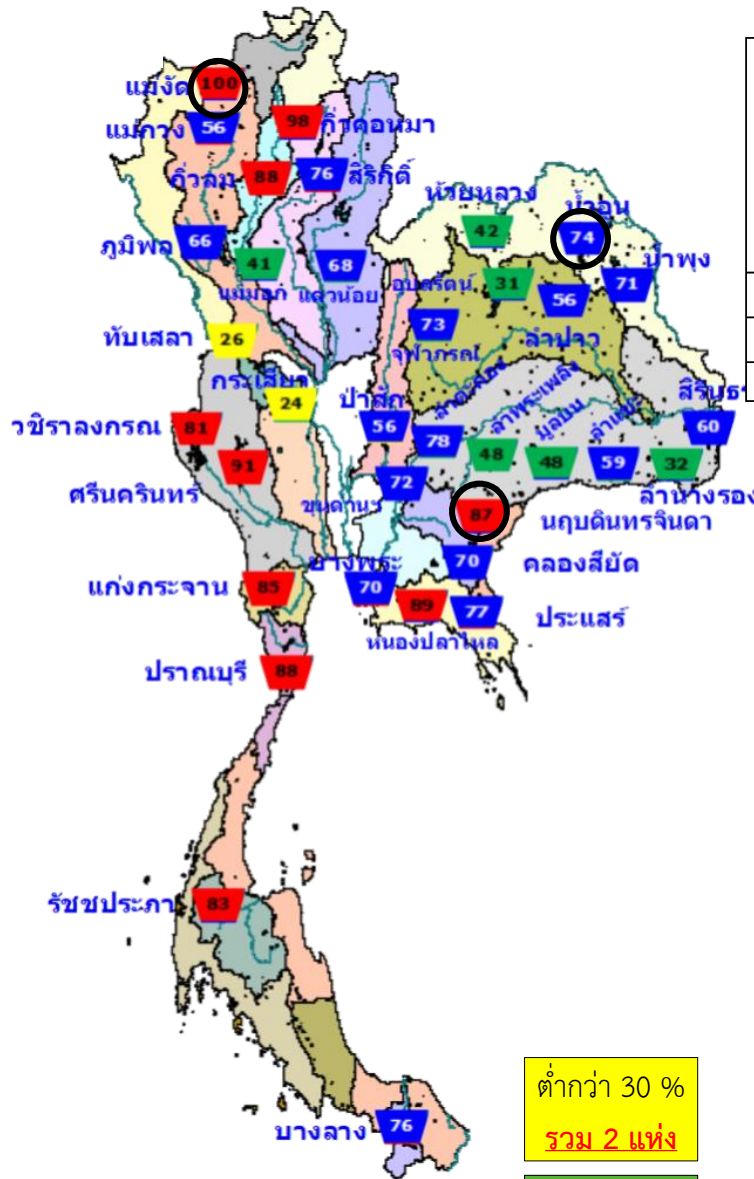 แม่งัด 100
แม่กวง 56
98 กิ่วคอหมา
กิ่วลม 88
76 สิริกิติ์
ห้วยหลวง 42
น้ำอูน 74
ภูมิพล 66
41 แม่มอก
68 แควน้อย
อุบลรัตน์ 31
56 ลำปาว
71 น้ำพุง
73 จุฬาภรณ์
ทับเสลา 26
กระเสียว 24
ป่าสัก 56
ลำตะคอง 78
ลำพระเพลิง 48
มูลบน 48
ลำแชะ 59
ลำนางรอง 32
สิรินธร 60
วชิราลงกรณ 81
ศรีนครินทร์ 91
ขุนด่านฯ 72
87 นฤบดินทรจินดา
บางพระ 70
70 คลองสียัด
แก่งกระจาน 85
89 หนองปลาไหล
77 ประแสร์
ปราณบุรี 88
รัชชประภา 83
บางลาง 76
ต่ำกว่า 30 %
รวม 2 แห่ง